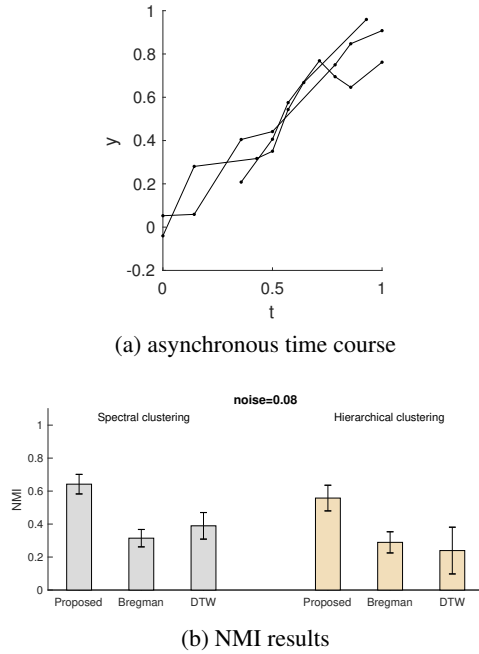 1
0.8
0.6
0.4
0.2
0
-0.2
y
0 0.5 1
t
(a) asynchronous time course
noise=0.08
Spectral clustering Hierarchical clustering
1
0.8
0.6
0.4
0.2
0
NMI
Proposed Bregman DTW Proposed Bregman DTW
(b) NMI results